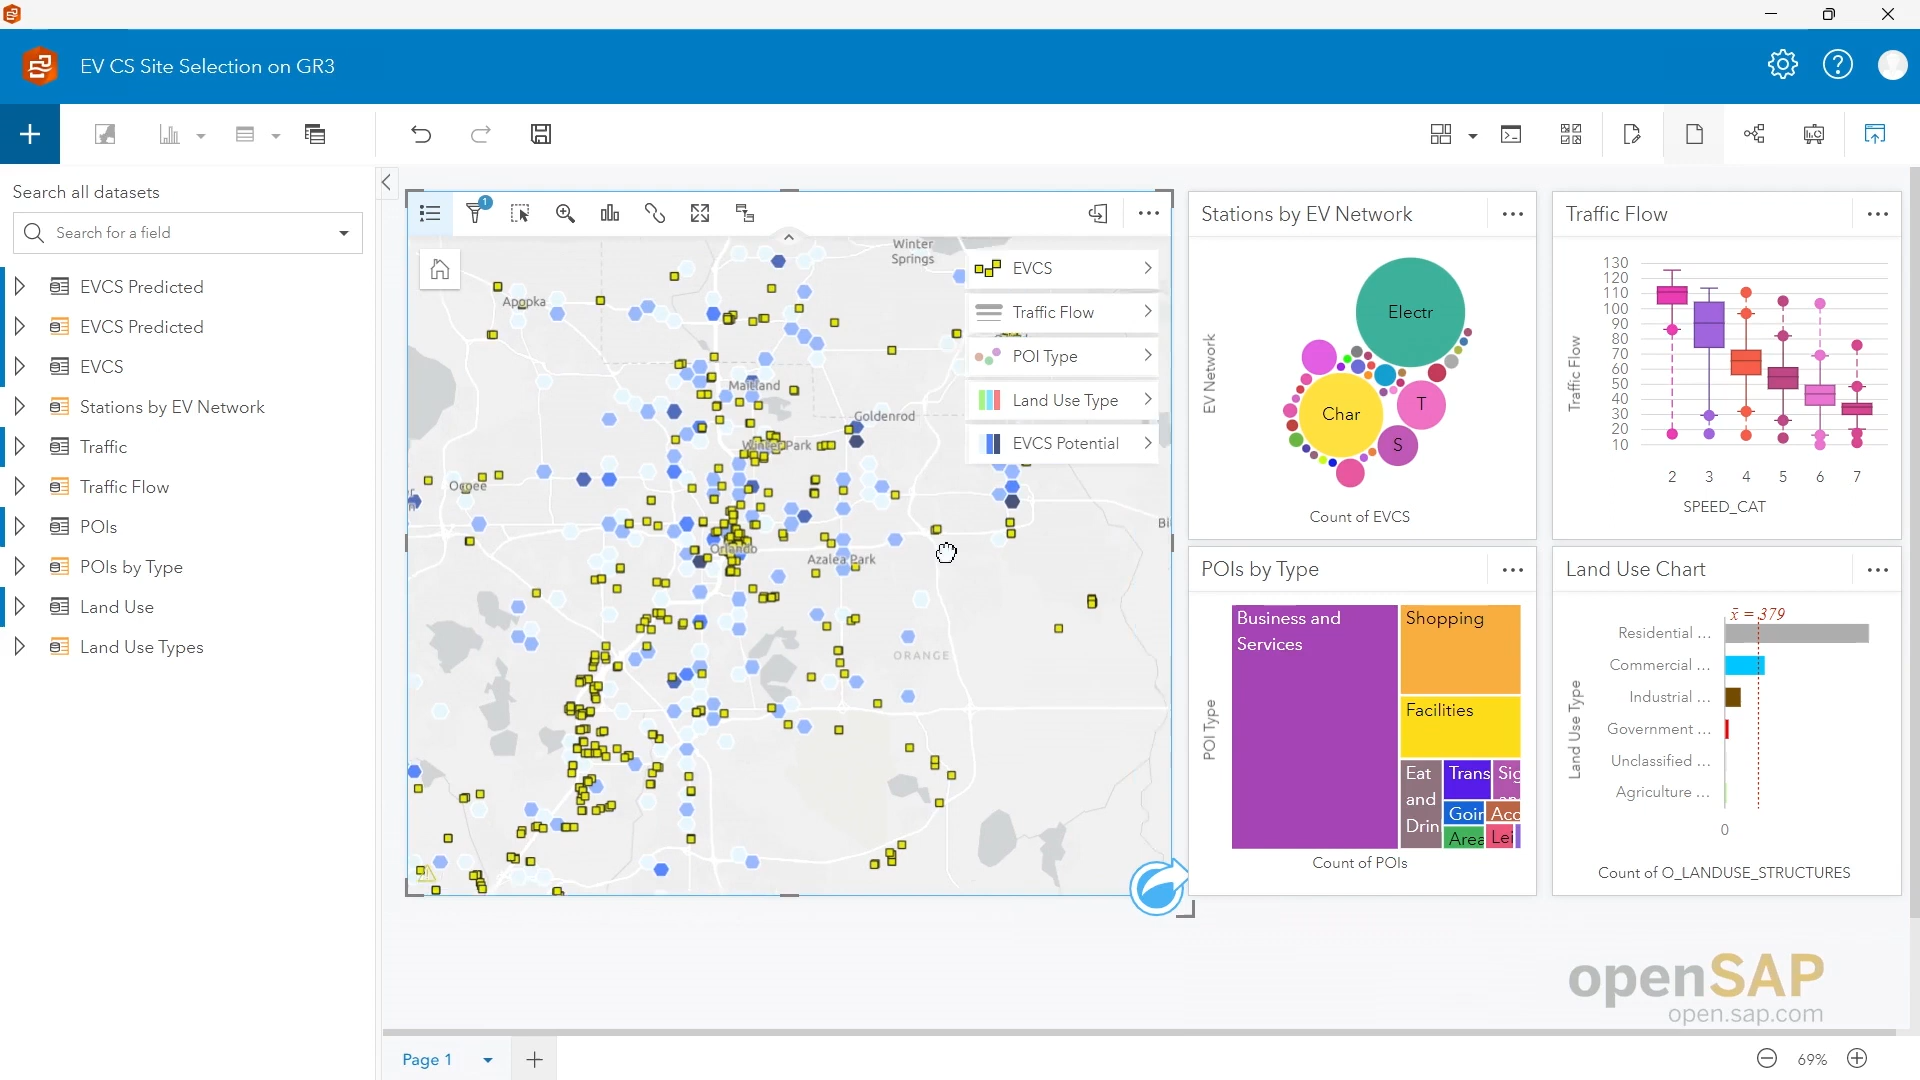 EV CS Site Selection on GR3
Search all datasets
Search for a field
EVCS Predicted
EVCS Predicted
EVCS
Stations by EV Network
Traffic
Traffic Flow
POIs
POIs by Type
Land Use
Land Use Types
1
Winter
Springs
Apopka
Maitland
Goldenrod
Winter Park
Ocoee
Orlando
Azalea Park
ORANGE
Bi
EVCS
Traffic Flow
POI Type
Land Use Type
EVCS Potential
Stations by EV Network
EV Network
Electr
Char
T
S
Count of EVCS
Traffic Flow
Traffic Flow
130
120
110
100
90
80
70
60
50
40
30
20
10
2 3 4 5 6 7
SPEED_CAT
POIs by Type
POI Type
Business and
Services
Shopping
Facilities
Eat
and
Drin
Trans
Sig
Goir
Acc
Area
Lei
Count of POIs
Land Use Chart
Land Use Type
x̄ = 379
Residential ...
Commercial ...
Industrial ...
Government ...
Unclassified ...
Agriculture ...
0
Count of O_LANDUSE_STRUCTURES
openSAP
open.sap.com
Page 1
69%